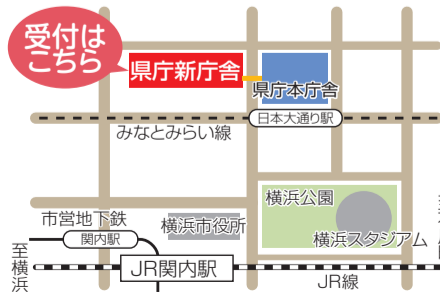 受付は
こちら
県庁新庁舎
県庁本庁舎
日本大通り駅
みなとみらい線
横浜公園
市営地下鉄
横浜市役所
関内駅
横浜スタジアム
至横浜
JR関内駅
JR線